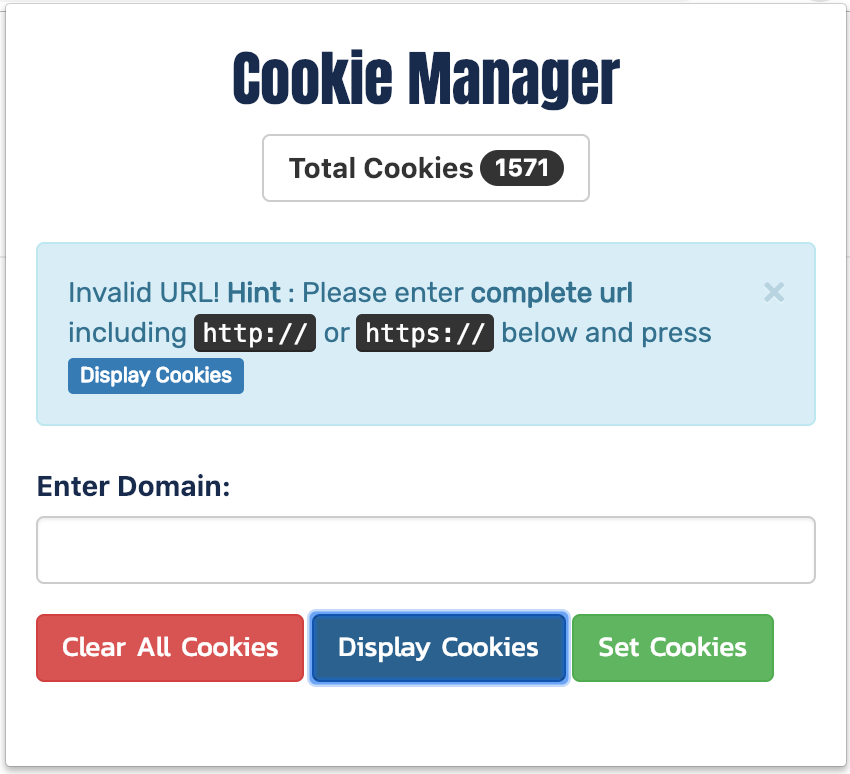 Cookie Manager
Total Cookies 1571
Invalid URL! Hint : Please enter complete url ×
including http:// or https:// below and press
Display Cookies
Enter Domain:
Clear All Cookies Display Cookies Set Cookies